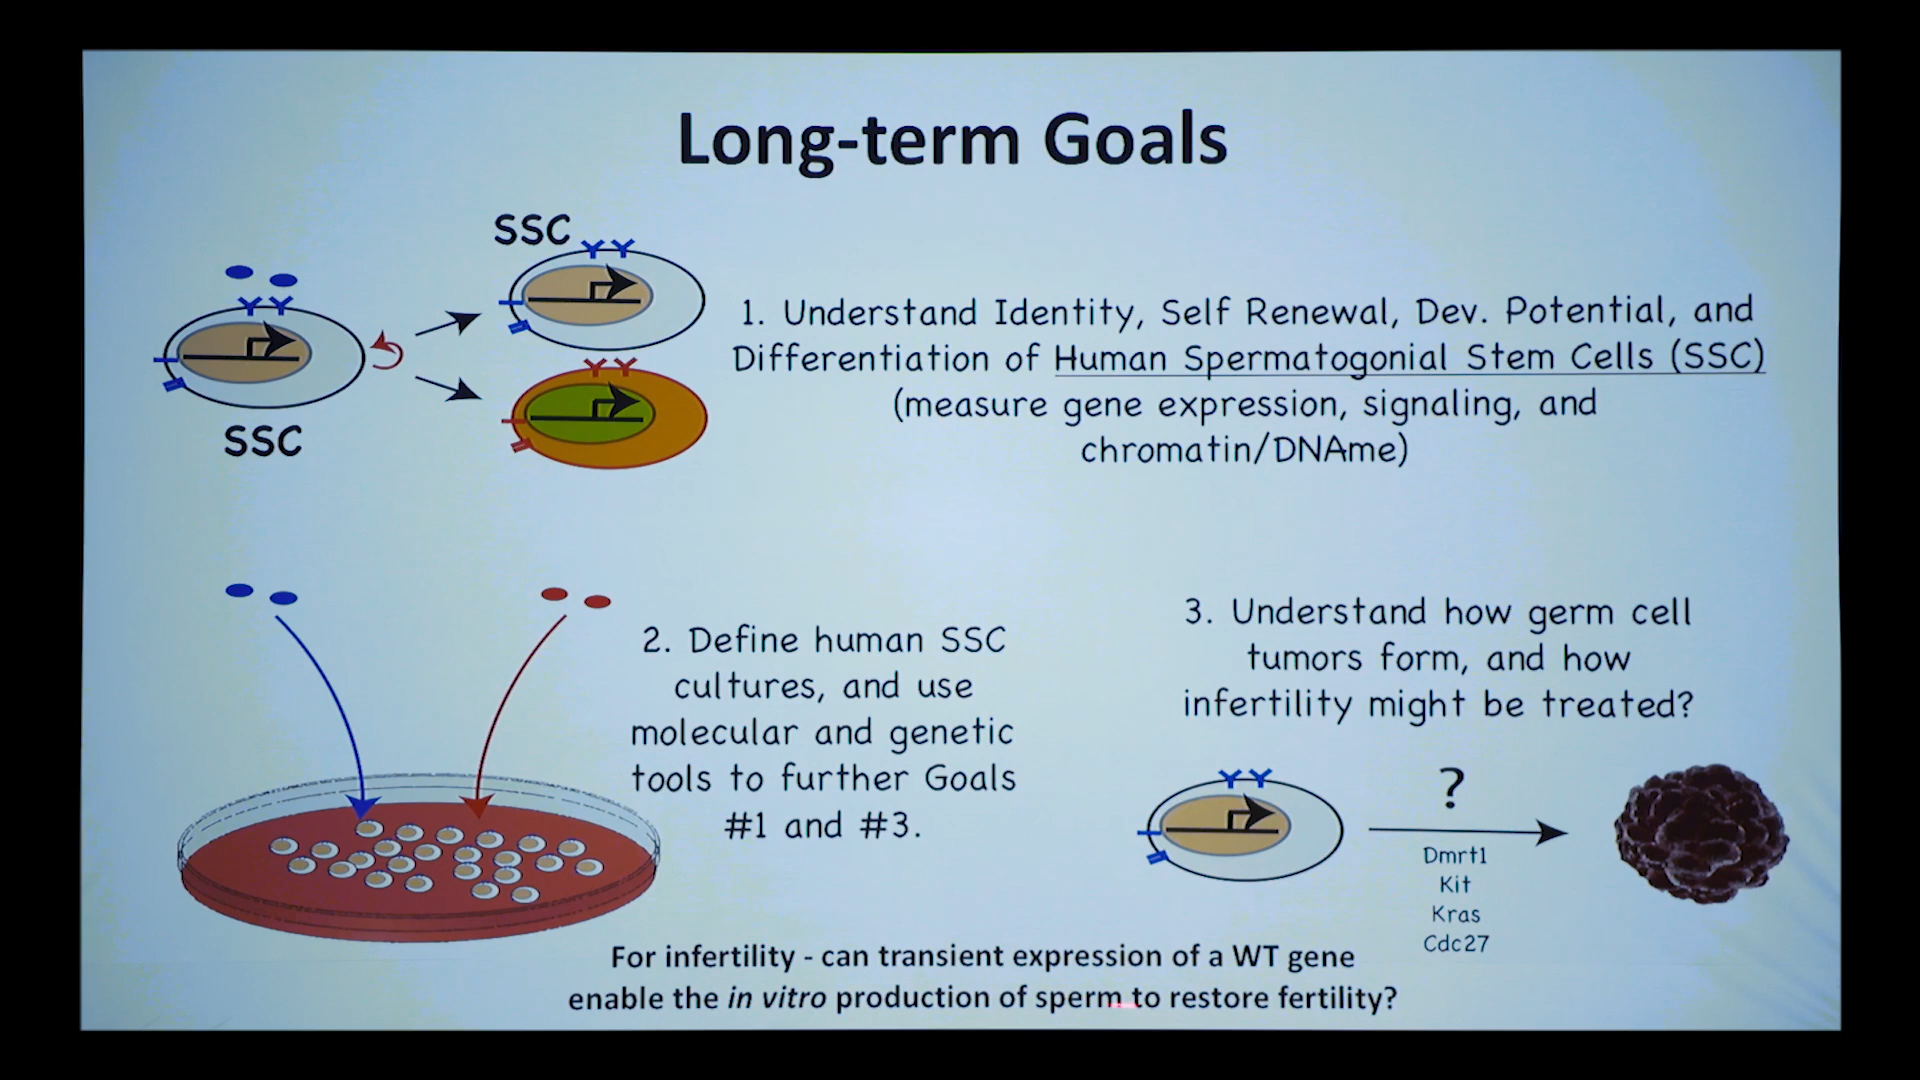 Long-term Goals
SSC
SSC
1. Understand Identity, Self Renewal, Dev. Potential, and
Differentiation of Human Spermatogonial Stem Cells (SSC)
(measure gene expression, signaling, and
chromatin/DNAme)
2. Define human SSC
cultures, and use
molecular and genetic
tools to further Goals
#1 and #3.
3. Understand how germ cell
tumors form, and how
infertility might be treated?
?
Dmrt1
Kit
Kras
Cdc27
For infertility - can transient expression of a WT gene
enable the in vitro production of sperm to restore fertility?